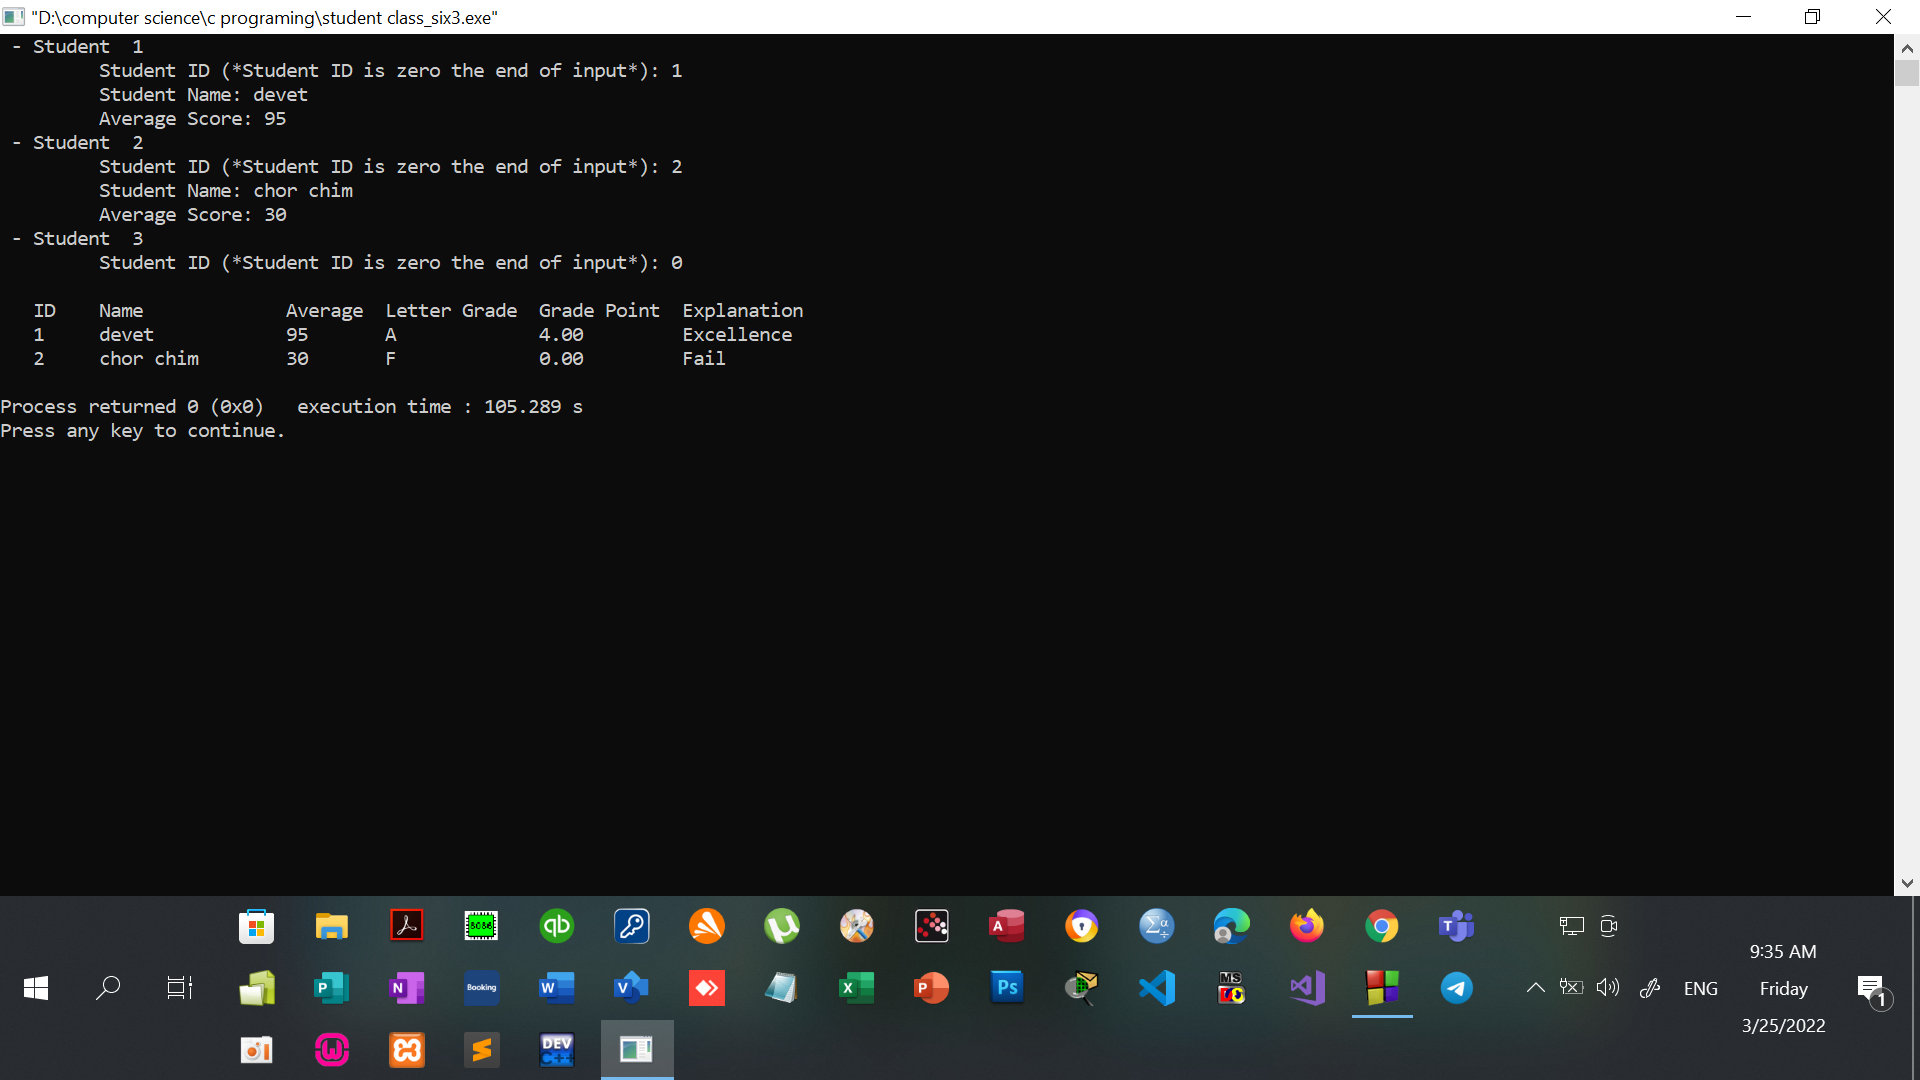 "D:\computer science\c programing\student class_six3.exe"
- Student  1
Student ID (*Student ID is zero the end of input*): 1
Student Name: devet
Average Score: 95
- Student  2
Student ID (*Student ID is zero the end of input*): 2
Student Name: chor chim
Average Score: 30
- Student  3
Student ID (*Student ID is zero the end of input*): 0
ID    Name             Average  Letter Grade  Grade Point  Explanation
1     devet            95       A             4.00         Excellence
2     chor chim        30       F             0.00         Fail
Process returned 0 (0x0)   execution time : 105.289 s
Press any key to continue.
8086
qb
A
Σα÷
T
9:35 AM
P
N
Booking
W
V
X
P
Ps
MS
ENG
Friday
1
3/25/2022
DEV
C++